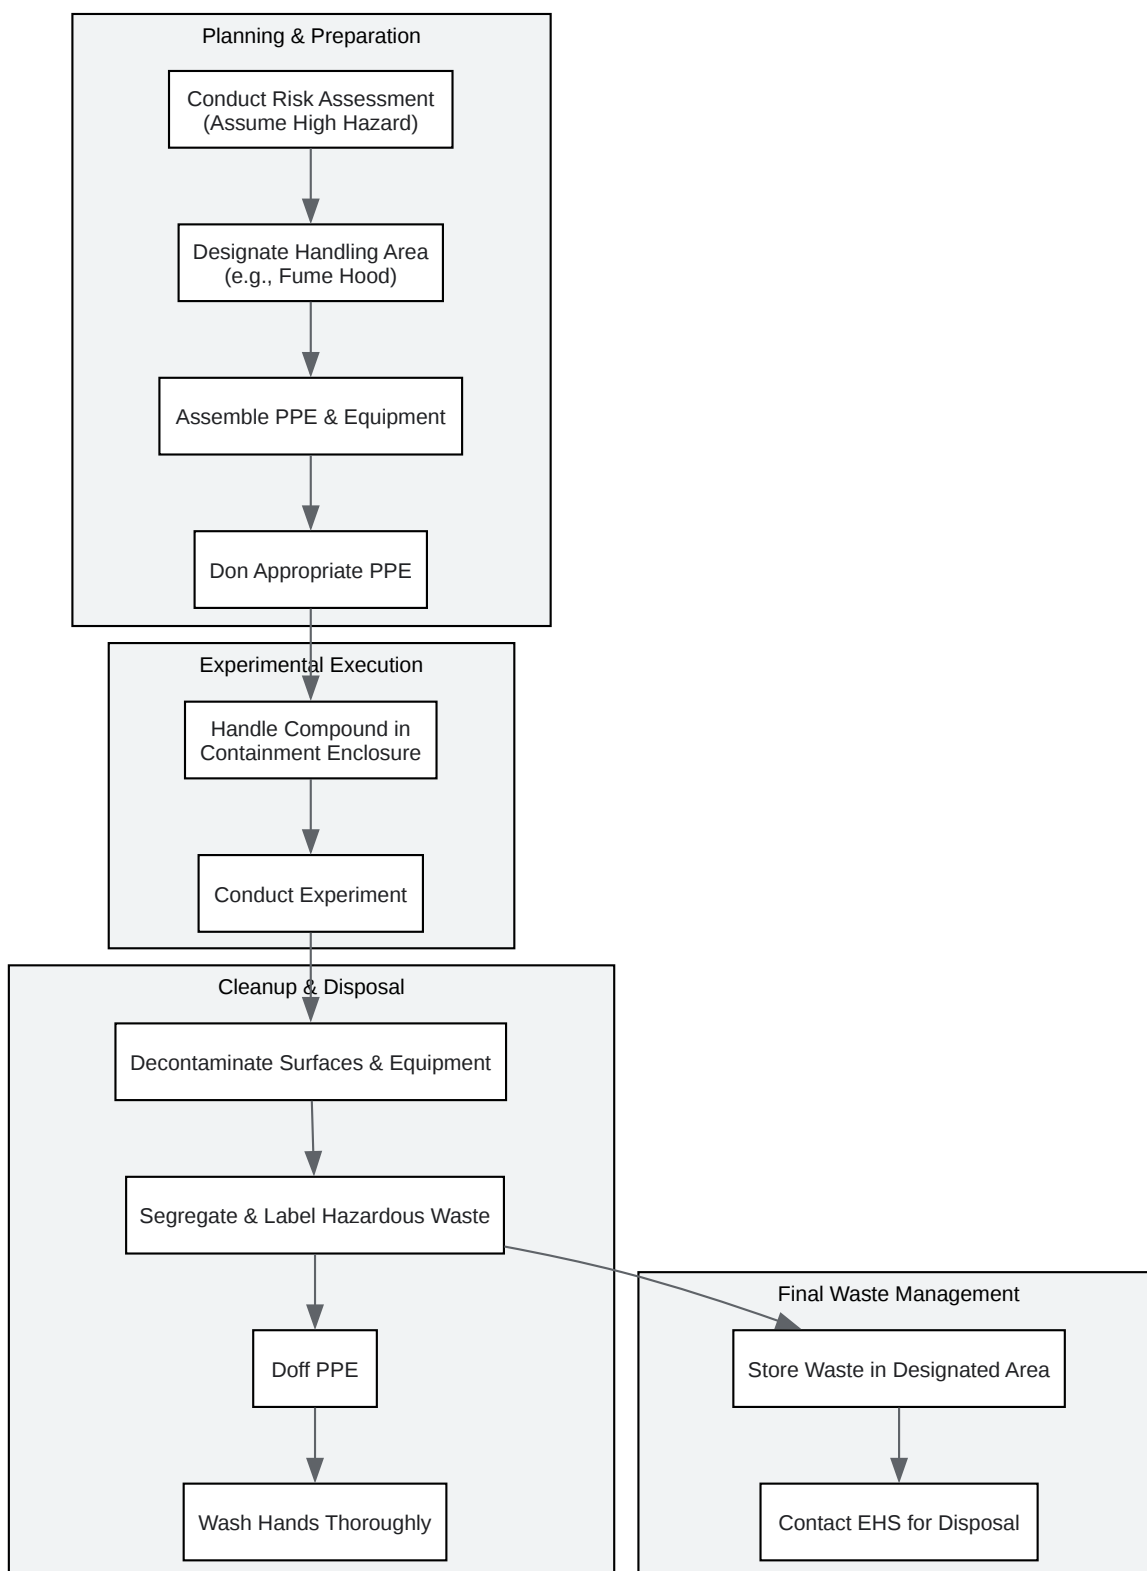 Planning & Preparation
Conduct Risk Assessment
(Assume High Hazard)
Designate Handling Area
(e.g., Fume Hood)
Assemble PPE & Equipment
Don Appropriate PPE
Experimental Execution
Handle Compound in
Containment Enclosure
Conduct Experiment
Cleanup & Disposal
Decontaminate Surfaces & Equipment
Segregate & Label Hazardous Waste
Doff PPE
Wash Hands Thoroughly
Final Waste Management
Store Waste in Designated Area
Contact EHS for Disposal